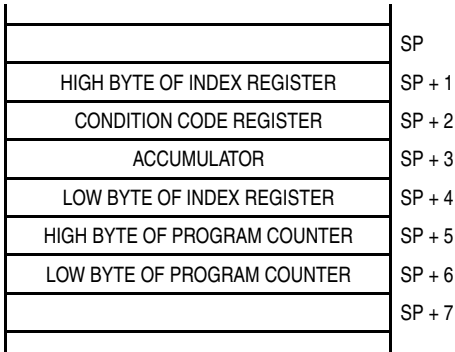 SP
HIGH BYTE OF INDEX REGISTER SP + 1
CONDITION CODE REGISTER SP + 2
ACCUMULATOR SP + 3
LOW BYTE OF INDEX REGISTER SP + 4
HIGH BYTE OF PROGRAM COUNTER SP + 5
LOW BYTE OF PROGRAM COUNTER SP + 6
SP + 7